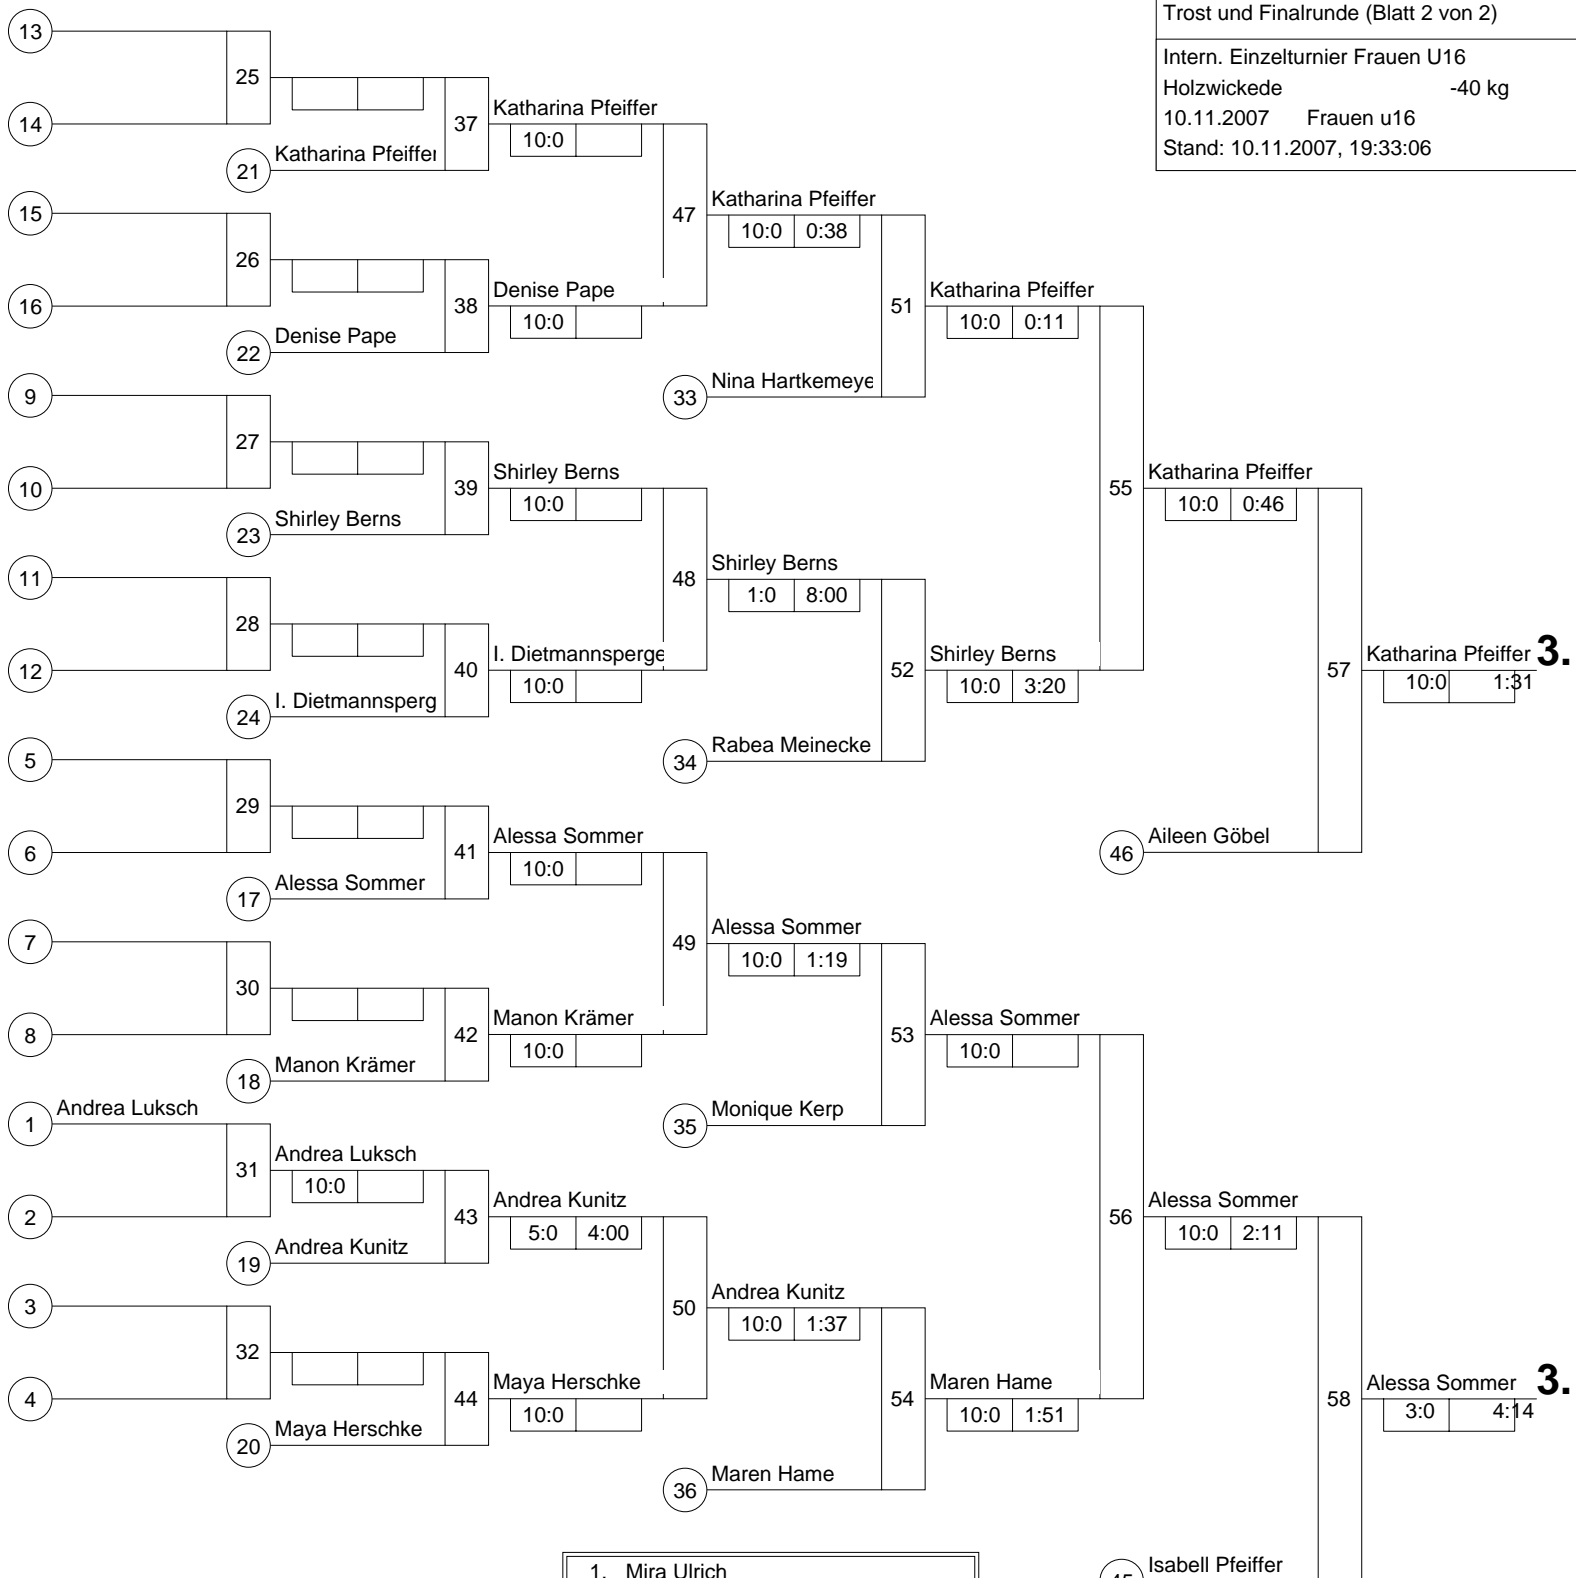 Trost und Finalrunde (Blatt 2 von 2)
Intern. Einzelturnier Frauen U16
Holzwickede -40 kg
10.11.2007 Frauen u16
Stand: 10.11.2007, 19:33:06
13
25
14
37
Katharina Pfeiffer
10:0
21
Katharina Pfeiffer
15
47
Katharina Pfeiffer
10:0 0:38
26
16
38
Denise Pape
10:0
22
Denise Pape
51
Katharina Pfeiffer
10:0 0:11
33
Nina Hartkemeye
9
27
10
39
Shirley Berns
10:0
23
Shirley Berns
55
Katharina Pfeiffer
10:0 0:46
11
48
Shirley Berns
1:0 8:00
28
12
40
I. Dietmannsperge
10:0
24
I. Dietmannsperg
52
Shirley Berns
10:0 3:20
34
Rabea Meinecke
57
Katharina Pfeiffer 3.
10:0 1:31
5
29
6
41
Alessa Sommer
10:0
17
Alessa Sommer
46
Aileen Göbel
7
49
Alessa Sommer
10:0 1:19
30
8
42
Manon Krämer
10:0
18
Manon Krämer
53
Alessa Sommer
10:0
35
Monique Kerp
1
Andrea Luksch
31
Andrea Luksch
10:0
2
43
Andrea Kunitz
5:0 4:00
19
Andrea Kunitz
56
Alessa Sommer
10:0 2:11
3
50
Andrea Kunitz
10:0 1:37
32
4
44
Maya Herschke
10:0
20
Maya Herschke
54
Maren Hame
10:0 1:51
36
Maren Hame
58
Alessa Sommer 3.
3:0 4:14
1. Mira Ulrich
45
Isabell Pfeiffer